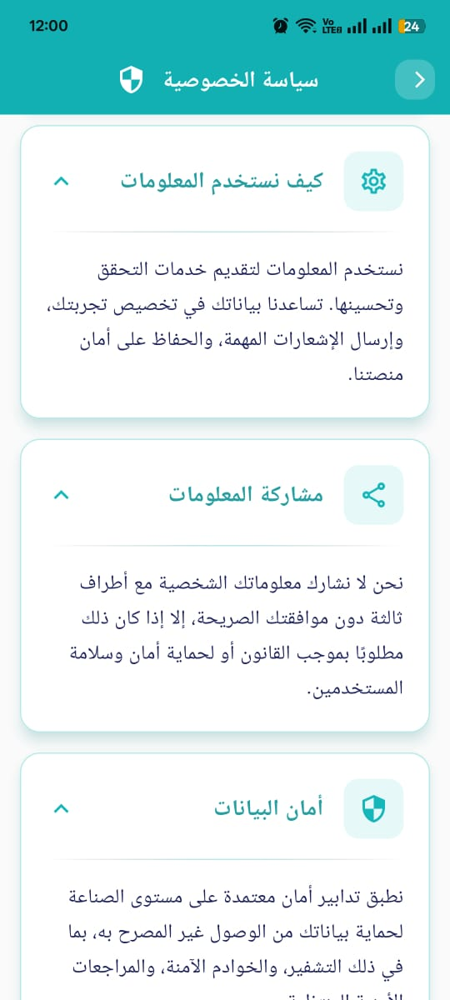 12:00
Vo
LTE2
24
سياسة الخصوصية
كيف نستخدم المعلومات
نستخدم المعلومات لتقديم خدمات التحقق
وتحسينها. تساعدنا بياناتك في تخصيص تجربتك،
وإرسال الإشعارات المهمة، والحفاظ على أمان
منصتنا.
مشاركة المعلومات
نحن لا نشارك معلوماتك الشخصية مع أطراف
ثالثة دون موافقتك الصريحة، إلا إذا كان ذلك
مطلوبًا بموجب القانون أو لحماية أمان وسلامة
المستخدمين.
أمان البيانات
نطبق تدابير أمان معتمدة على مستوى الصناعة
لحماية بياناتك من الوصول غير المصرح به، بما
في ذلك التشفير، والخوادم الآمنة، والمراجعات